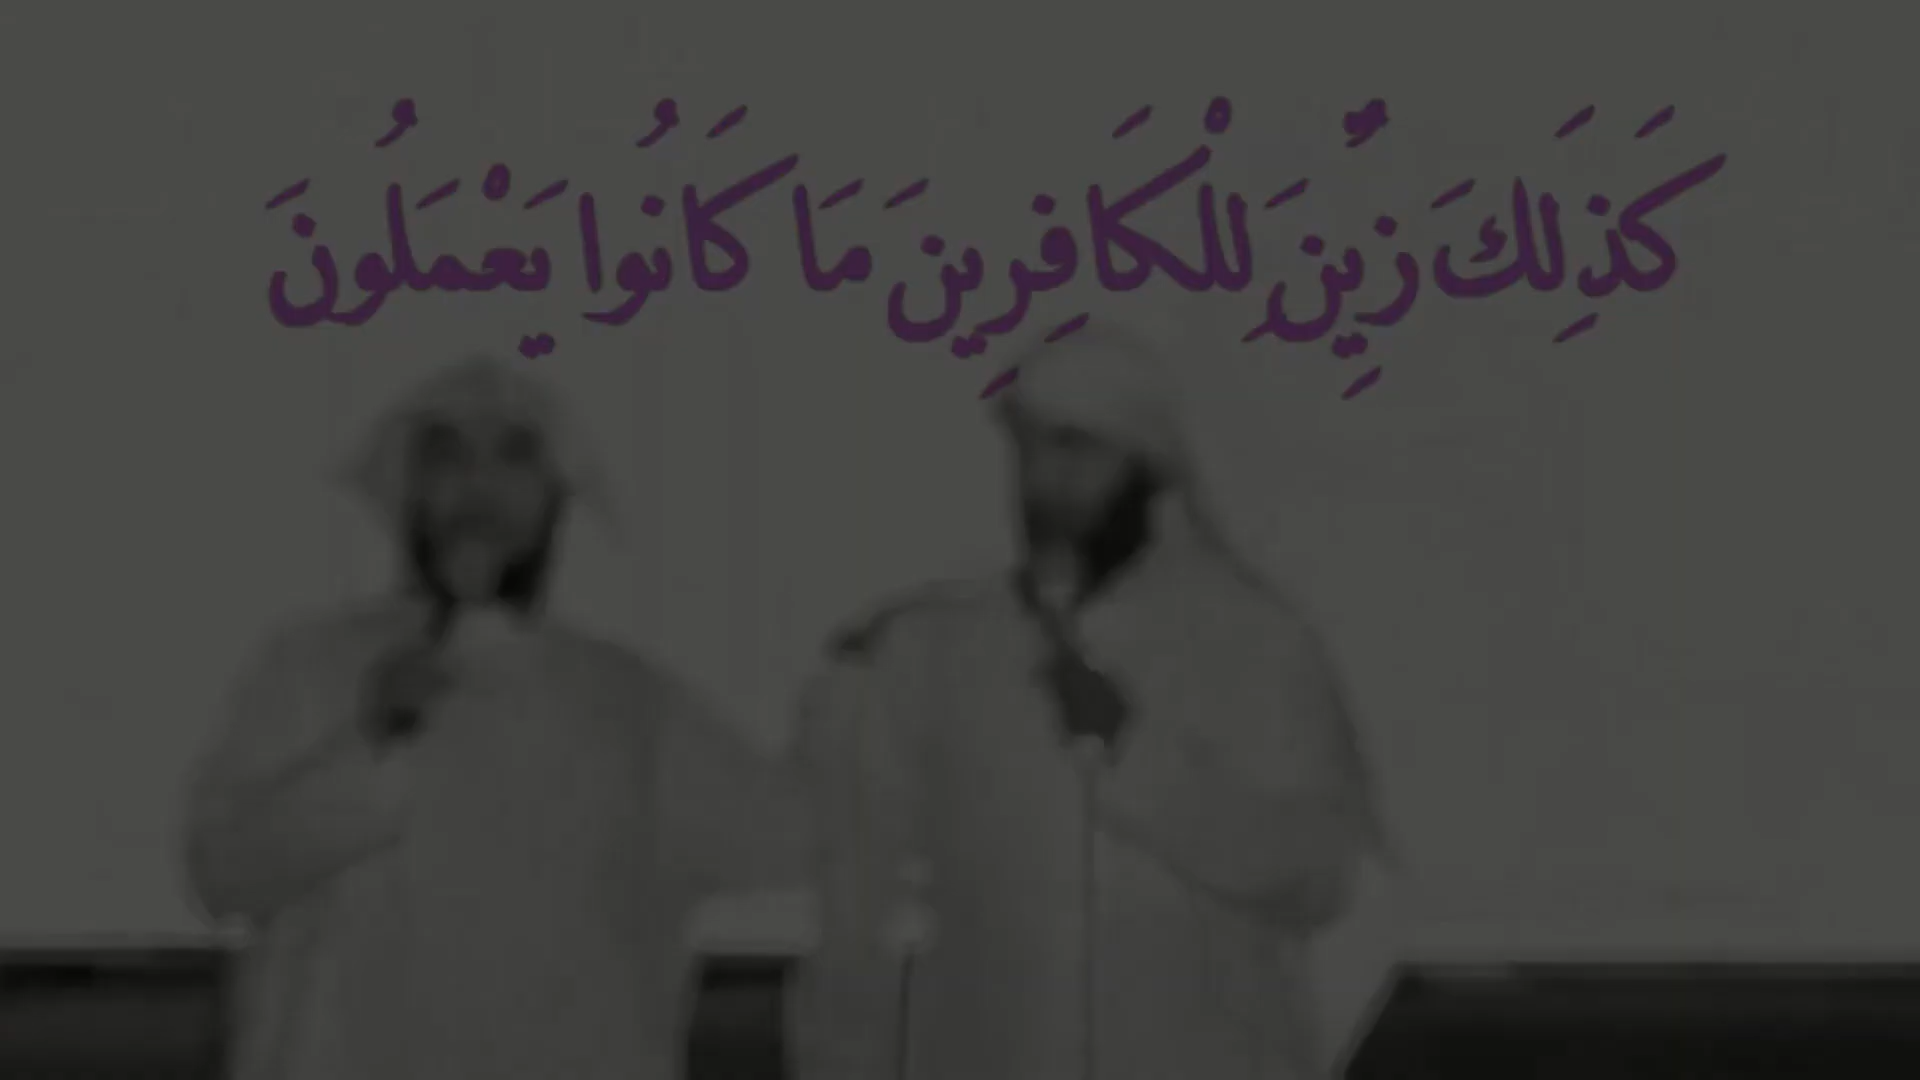 كَذَلِكَ زُيِّنَ لِلْكَافِرِينَ مَا كَانُوا يَعْمَلُونَ